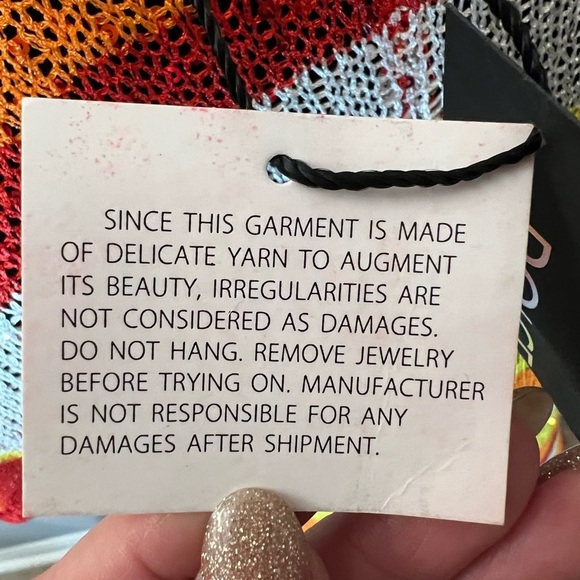 SINCE THIS GARMENT IS MADE
OF DELICATE YARN TO AUGMENT
ITS BEAUTY, IRREGULARITIES ARE
NOT CONSIDERED AS DAMAGES.
DO NOT HANG. REMOVE JEWELRY
BEFORE TRYING ON. MANUFACTURER
IS NOT RESPONSIBLE FOR ANY
DAMAGES AFTER SHIPMENT.